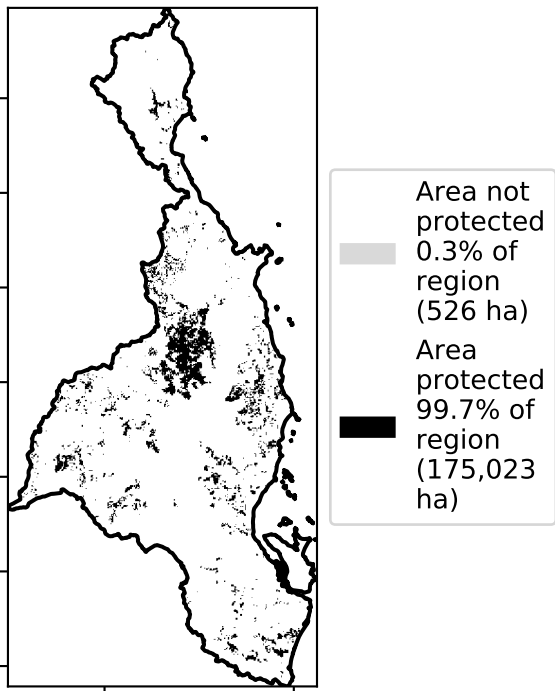 Area not
protected
0.3% of
region
(526 ha)
Area
protected
99.7% of
region
(175,023
ha)